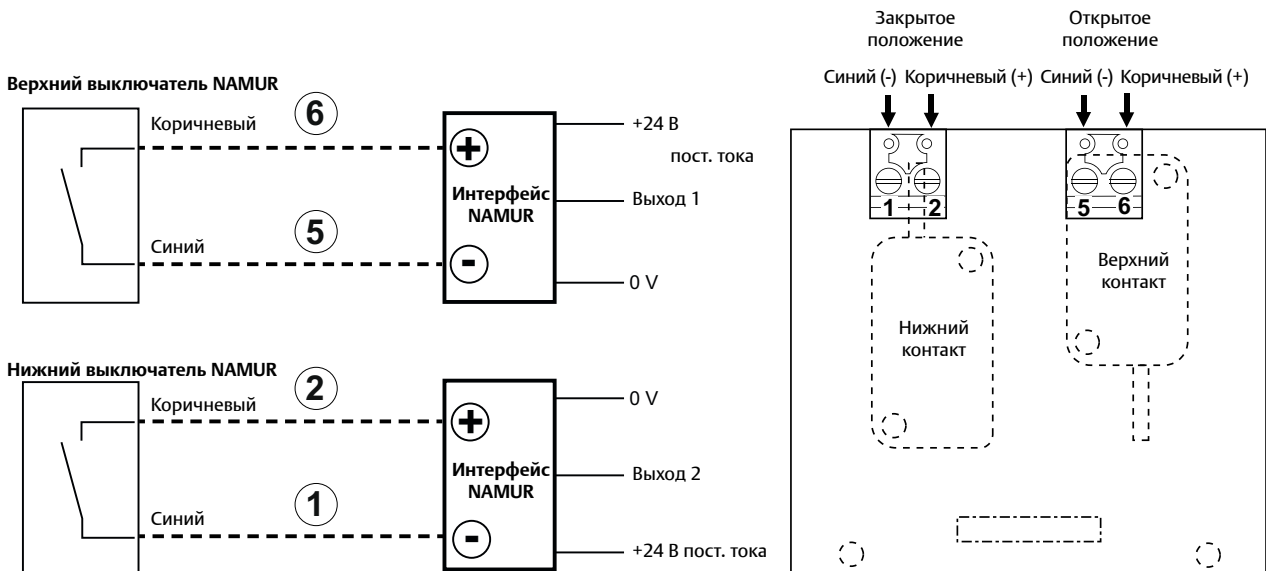 Верхний выключатель NAMUR
Коричневый
6
+
Интерфейс
NAMUR
Синий
5
-
+24 В
пост. тока
Выход 1
0 V
Нижний выключатель NAMUR
Коричневый
2
+
Интерфейс
NAMUR
Синий
1
-
0 V
Выход 2
+24 В пост. тока
Закрытое
положение
Открытое
положение
Синий (-) Коричневый (+) Синий (-) Коричневый (+)
1 2 5 6
Верхний
контакт
Нижний
контакт